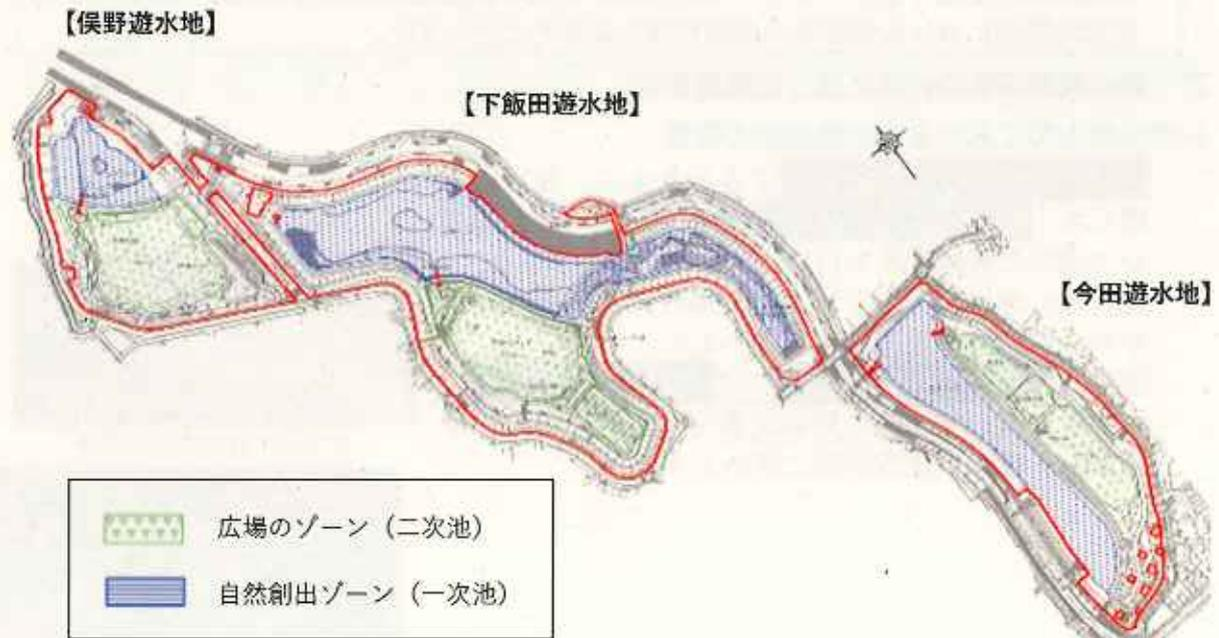 【俣野遊水地】
【下飯田遊水地】
【今田遊水地】
広場のゾーン（二次池）
自然創出ゾーン（一次池）